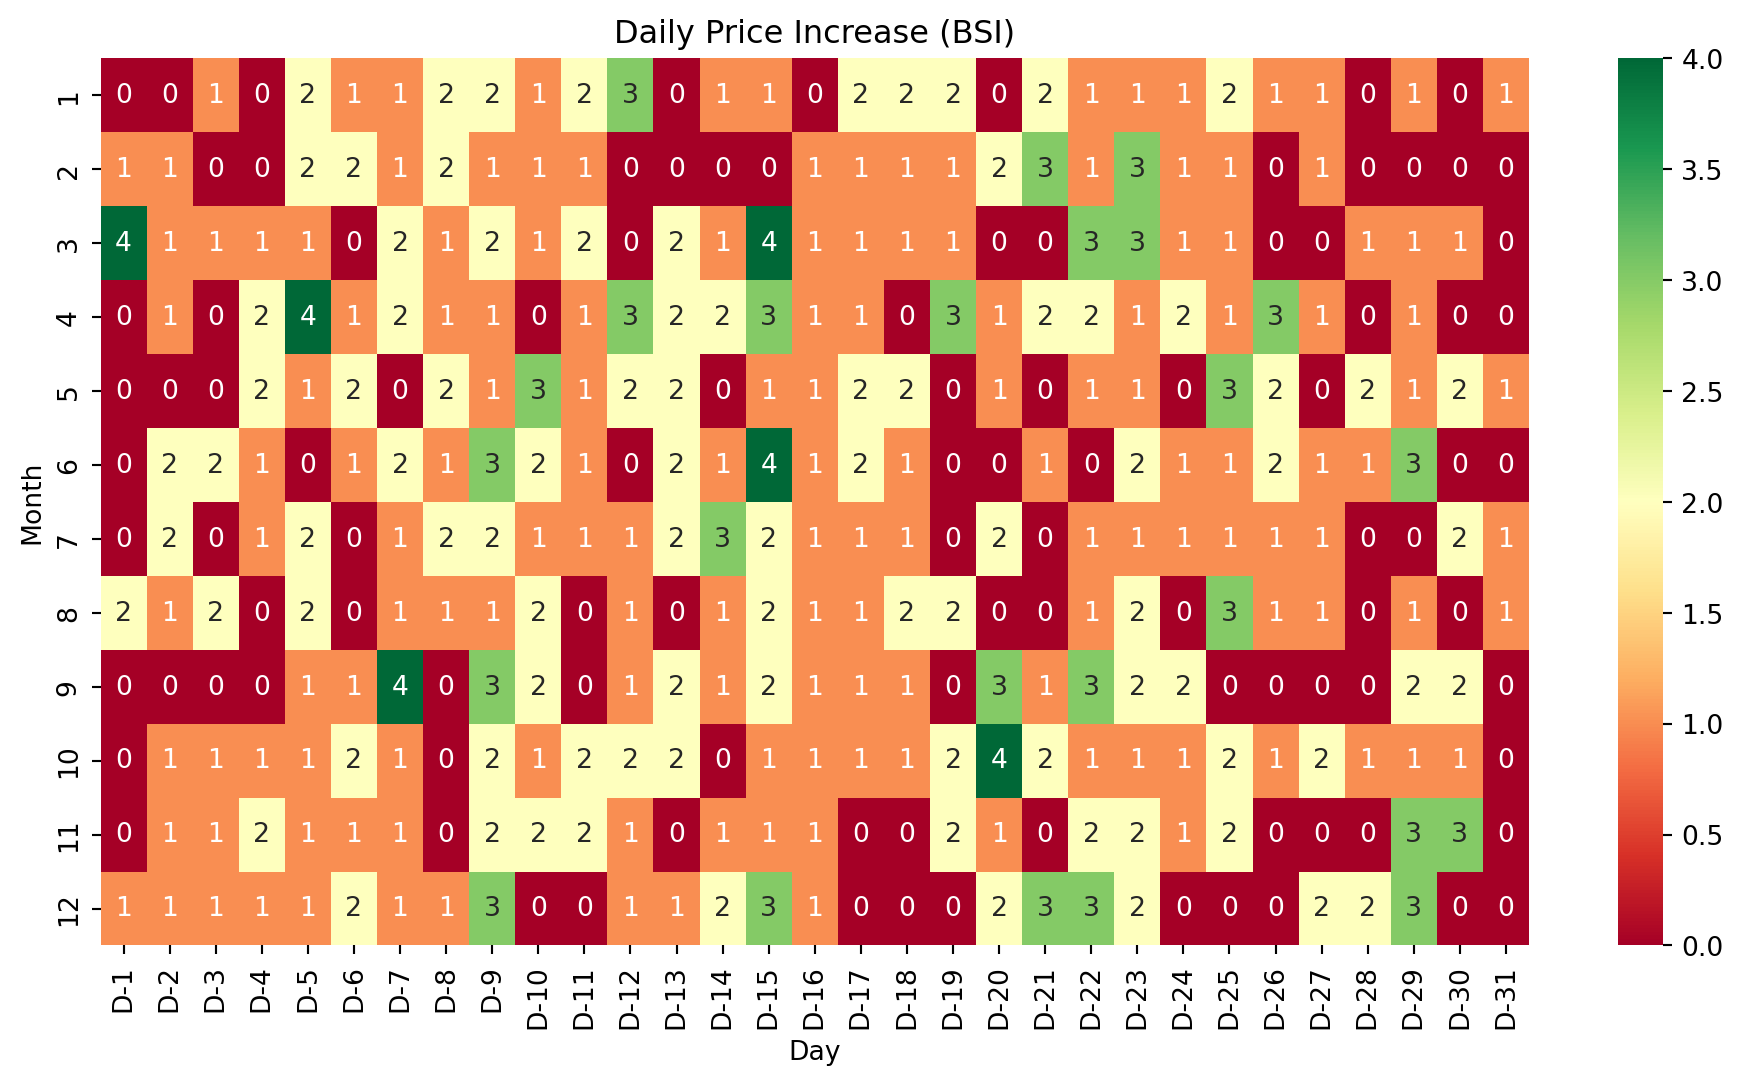 Daily Price Increase (BSI)
1 0 0 1 0 2 1 1 2 2 1 2 3 0 1 1 0 2 2 2 0 2 1 1 1 2 1 1 0 1 0 1
2 1 1 0 0 2 2 1 2 1 1 1 0 0 0 0 1 1 1 1 2 3 1 3 1 1 0 1 0 0 0 0
3 4 1 1 1 1 0 2 1 2 1 2 0 2 1 4 1 1 1 1 0 0 3 3 1 1 0 0 1 1 1 0
4 0 1 0 2 4 1 2 1 1 0 1 3 2 2 3 1 1 0 3 1 2 2 1 2 1 3 1 0 1 0 0
5 0 0 0 2 1 2 0 2 1 3 1 2 2 0 1 1 2 2 0 1 0 1 1 0 3 2 0 2 1 2 1
6 0 2 2 1 0 1 2 1 3 2 1 0 2 1 4 1 2 1 0 0 1 0 2 1 1 2 1 1 3 0 0
7 0 2 0 1 2 0 1 2 2 1 1 1 2 3 2 1 1 1 0 2 0 1 1 1 1 1 1 0 0 2 1
8 2 1 2 0 2 0 1 1 1 2 0 1 0 1 2 1 1 2 2 0 0 1 2 0 3 1 1 0 1 0 1
9 0 0 0 0 1 1 4 0 3 2 0 1 2 1 2 1 1 1 0 3 1 3 2 2 0 0 0 0 2 2 0
10 0 1 1 1 1 2 1 0 2 1 2 2 2 0 1 1 1 1 2 4 2 1 1 1 2 1 2 1 1 1 0
11 0 1 1 2 1 1 1 0 2 2 2 1 0 1 1 1 0 0 2 1 0 2 2 1 2 0 0 0 3 3 0
12 1 1 1 1 1 2 1 1 3 0 0 1 1 2 3 1 0 0 0 2 3 3 2 0 0 0 2 2 3 0 0
Month
D-1 D-2 D-3 D-4 D-5 D-6 D-7 D-8 D-9 D-10 D-11 D-12 D-13 D-14 D-15 D-16 D-17 D-18 D-19 D-20 D-21 D-22 D-23 D-24 D-25 D-26 D-27 D-28 D-29 D-30 D-31
Day
4.0
3.5
3.0
2.5
2.0
1.5
1.0
0.5
0.0